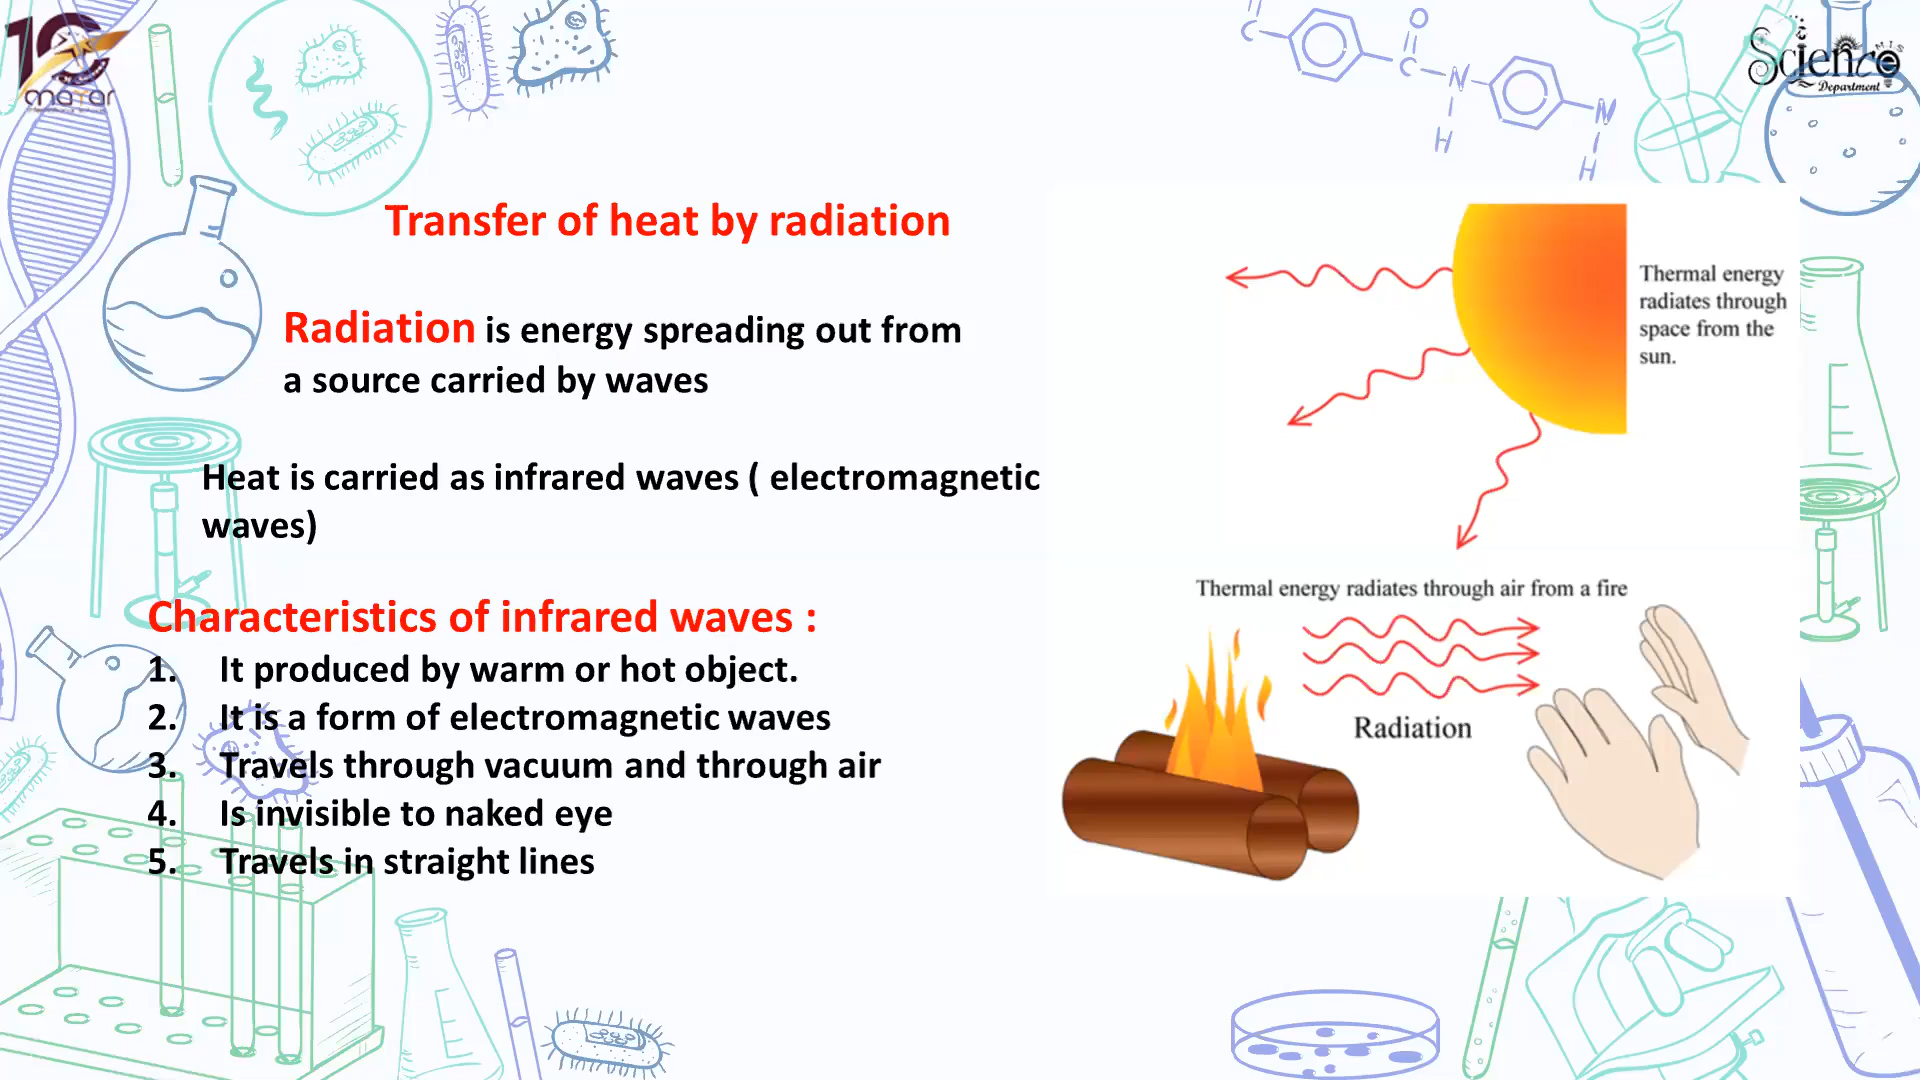 10
maTar
Science
MIS
Department
C
O
C
N
H
N
H
Transfer of heat by radiation
Radiation is energy spreading out from
a source carried by waves
Heat is carried as infrared waves ( electromagnetic
waves)
Characteristics of infrared waves :
1. It produced by warm or hot object.
2. It is a form of electromagnetic waves
3. Travels through vacuum and through air
4. Is invisible to naked eye
5. Travels in straight lines
Thermal energy
radiates through
space from the
sun.
Thermal energy radiates through air from a fire
Radiation